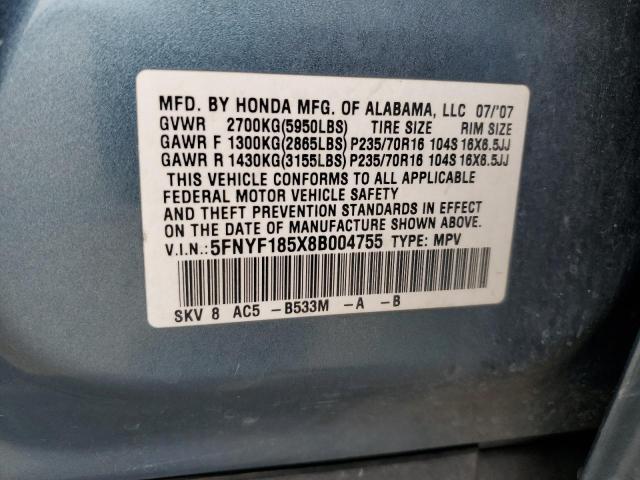 MFD. BY HONDA MFG. OF ALABAMA, LLC 07/'07
GVWR 2700KG(5950LBS) TIRE SIZE RIM SIZE
GAWR F 1300KG(2865LBS) P235/70R16 104S 16X6.5JJ
GAWR R 1430KG(3155LBS) P235/70R16 104S 16X6.5JJ
THIS VEHICLE CONFORMS TO ALL APPLICABLE
FEDERAL MOTOR VEHICLE SAFETY
AND THEFT PREVENTION STANDARDS IN EFFECT
ON THE DATE OF MANUFACTURE SHOWN ABOVE.
V.I.N.: 5FNYF185X8B004755 TYPE: MPV
SKV 8 AC5 -B533M -A -B